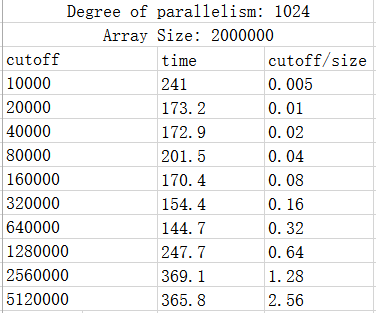 Degree of parallelism: 1024
Array Size: 2000000
cutoff time cutoff/size
10000 241 0.005
20000 173.2 0.01
40000 172.9 0.02
80000 201.5 0.04
160000 170.4 0.08
320000 154.4 0.16
640000 144.7 0.32
1280000 247.7 0.64
2560000 369.1 1.28
5120000 365.8 2.56